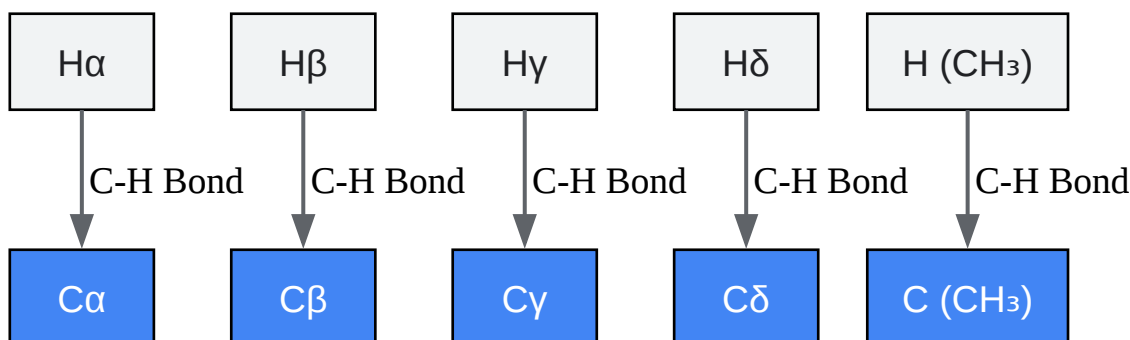 Hα Hβ Hγ Hδ H (CH₃)
C-H Bond C-H Bond C-H Bond C-H Bond C-H Bond
Cα Cβ Cγ Cδ C (CH₃)